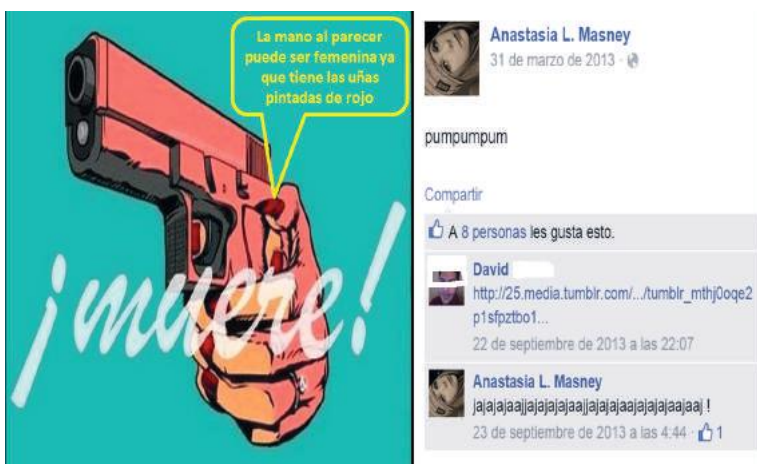 La mano al parecer
puede ser femenina ya
que tiene las uñas
pintadas de rojo
¡muere!
Anastasia L. Masney
31 de marzo de 2013
pumpumpum
Compartir
A 8 personas les gusta esto.
David
http://25.media.tumblr.com/.../tumblr_mthj0oqe2
p1sfpztbo1...
22 de septiembre de 2013 a las 22:07
Anastasia L. Masney
jajajajaajjajajajajaajjajajajaajajajajaajaaj !
23 de septiembre de 2013 a las 4:44 · 1